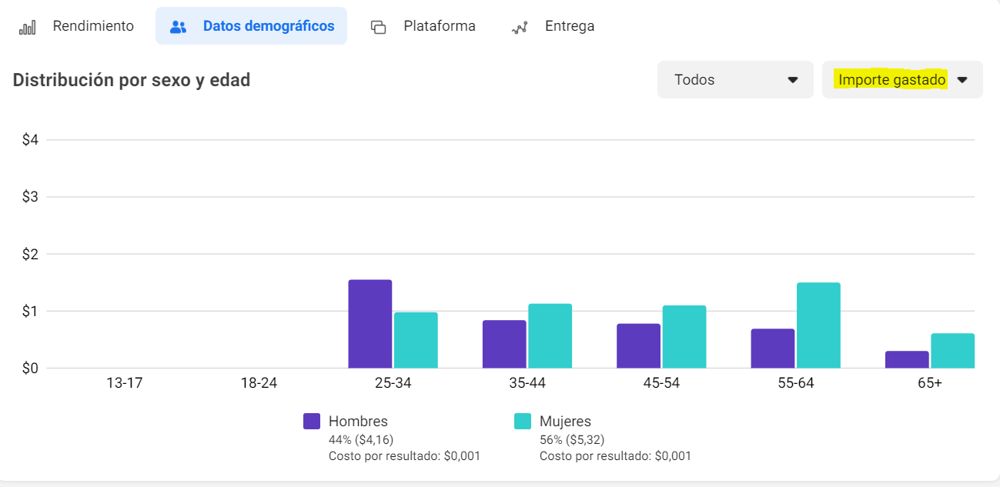 Rendimiento Datos demográficos Plataforma Entrega
Distribución por sexo y edad Todos Importe gastado
$4
$3
$2
$1
$0
13-17 18-24 25-34 35-44 45-54 55-64 65+
Hombres Mujeres
44% ($4,16) 56% ($5,32)
Costo por resultado: $0,001 Costo por resultado: $0,001